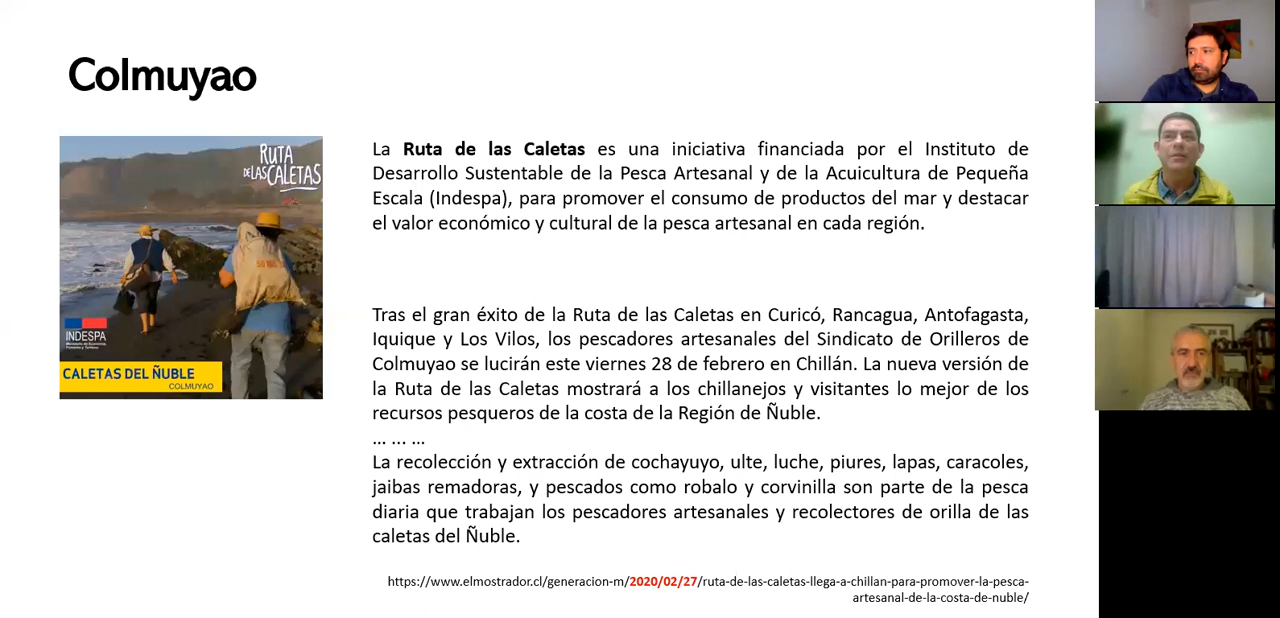 Colmuyao
RUTA
DE LAS CALETAS
INDESPA
CALETAS DEL ÑUBLE
COLMUYAO
La Ruta de las Caletas es una iniciativa financiada por el Instituto de
Desarrollo Sustentable de la Pesca Artesanal y de la Acuicultura de Pequeña
Escala (Indespa), para promover el consumo de productos del mar y destacar
el valor económico y cultural de la pesca artesanal en cada región.
Tras el gran éxito de la Ruta de las Caletas en Curicó, Rancagua, Antofagasta,
Iquique y Los Vilos, los pescadores artesanales del Sindicato de Orilleros de
Colmuyao se lucirán este viernes 28 de febrero en Chillán. La nueva versión de
la Ruta de las Caletas mostrará a los chillanejos y visitantes lo mejor de los
recursos pesqueros de la costa de la Región de Ñuble.
... ... ...
La recolección y extracción de cochayuyo, ulte, luche, piures, lapas, caracoles,
jaibas remadoras, y pescados como robalo y corvinilla son parte de la pesca
diaria que trabajan los pescadores artesanales y recolectores de orilla de las
caletas del Ñuble.
https://www.elmostrador.cl/generacion-m/2020/02/27/ruta-de-las-caletas-llega-a-chillan-para-promover-la-pesca-
artesanal-de-la-costa-de-nuble/